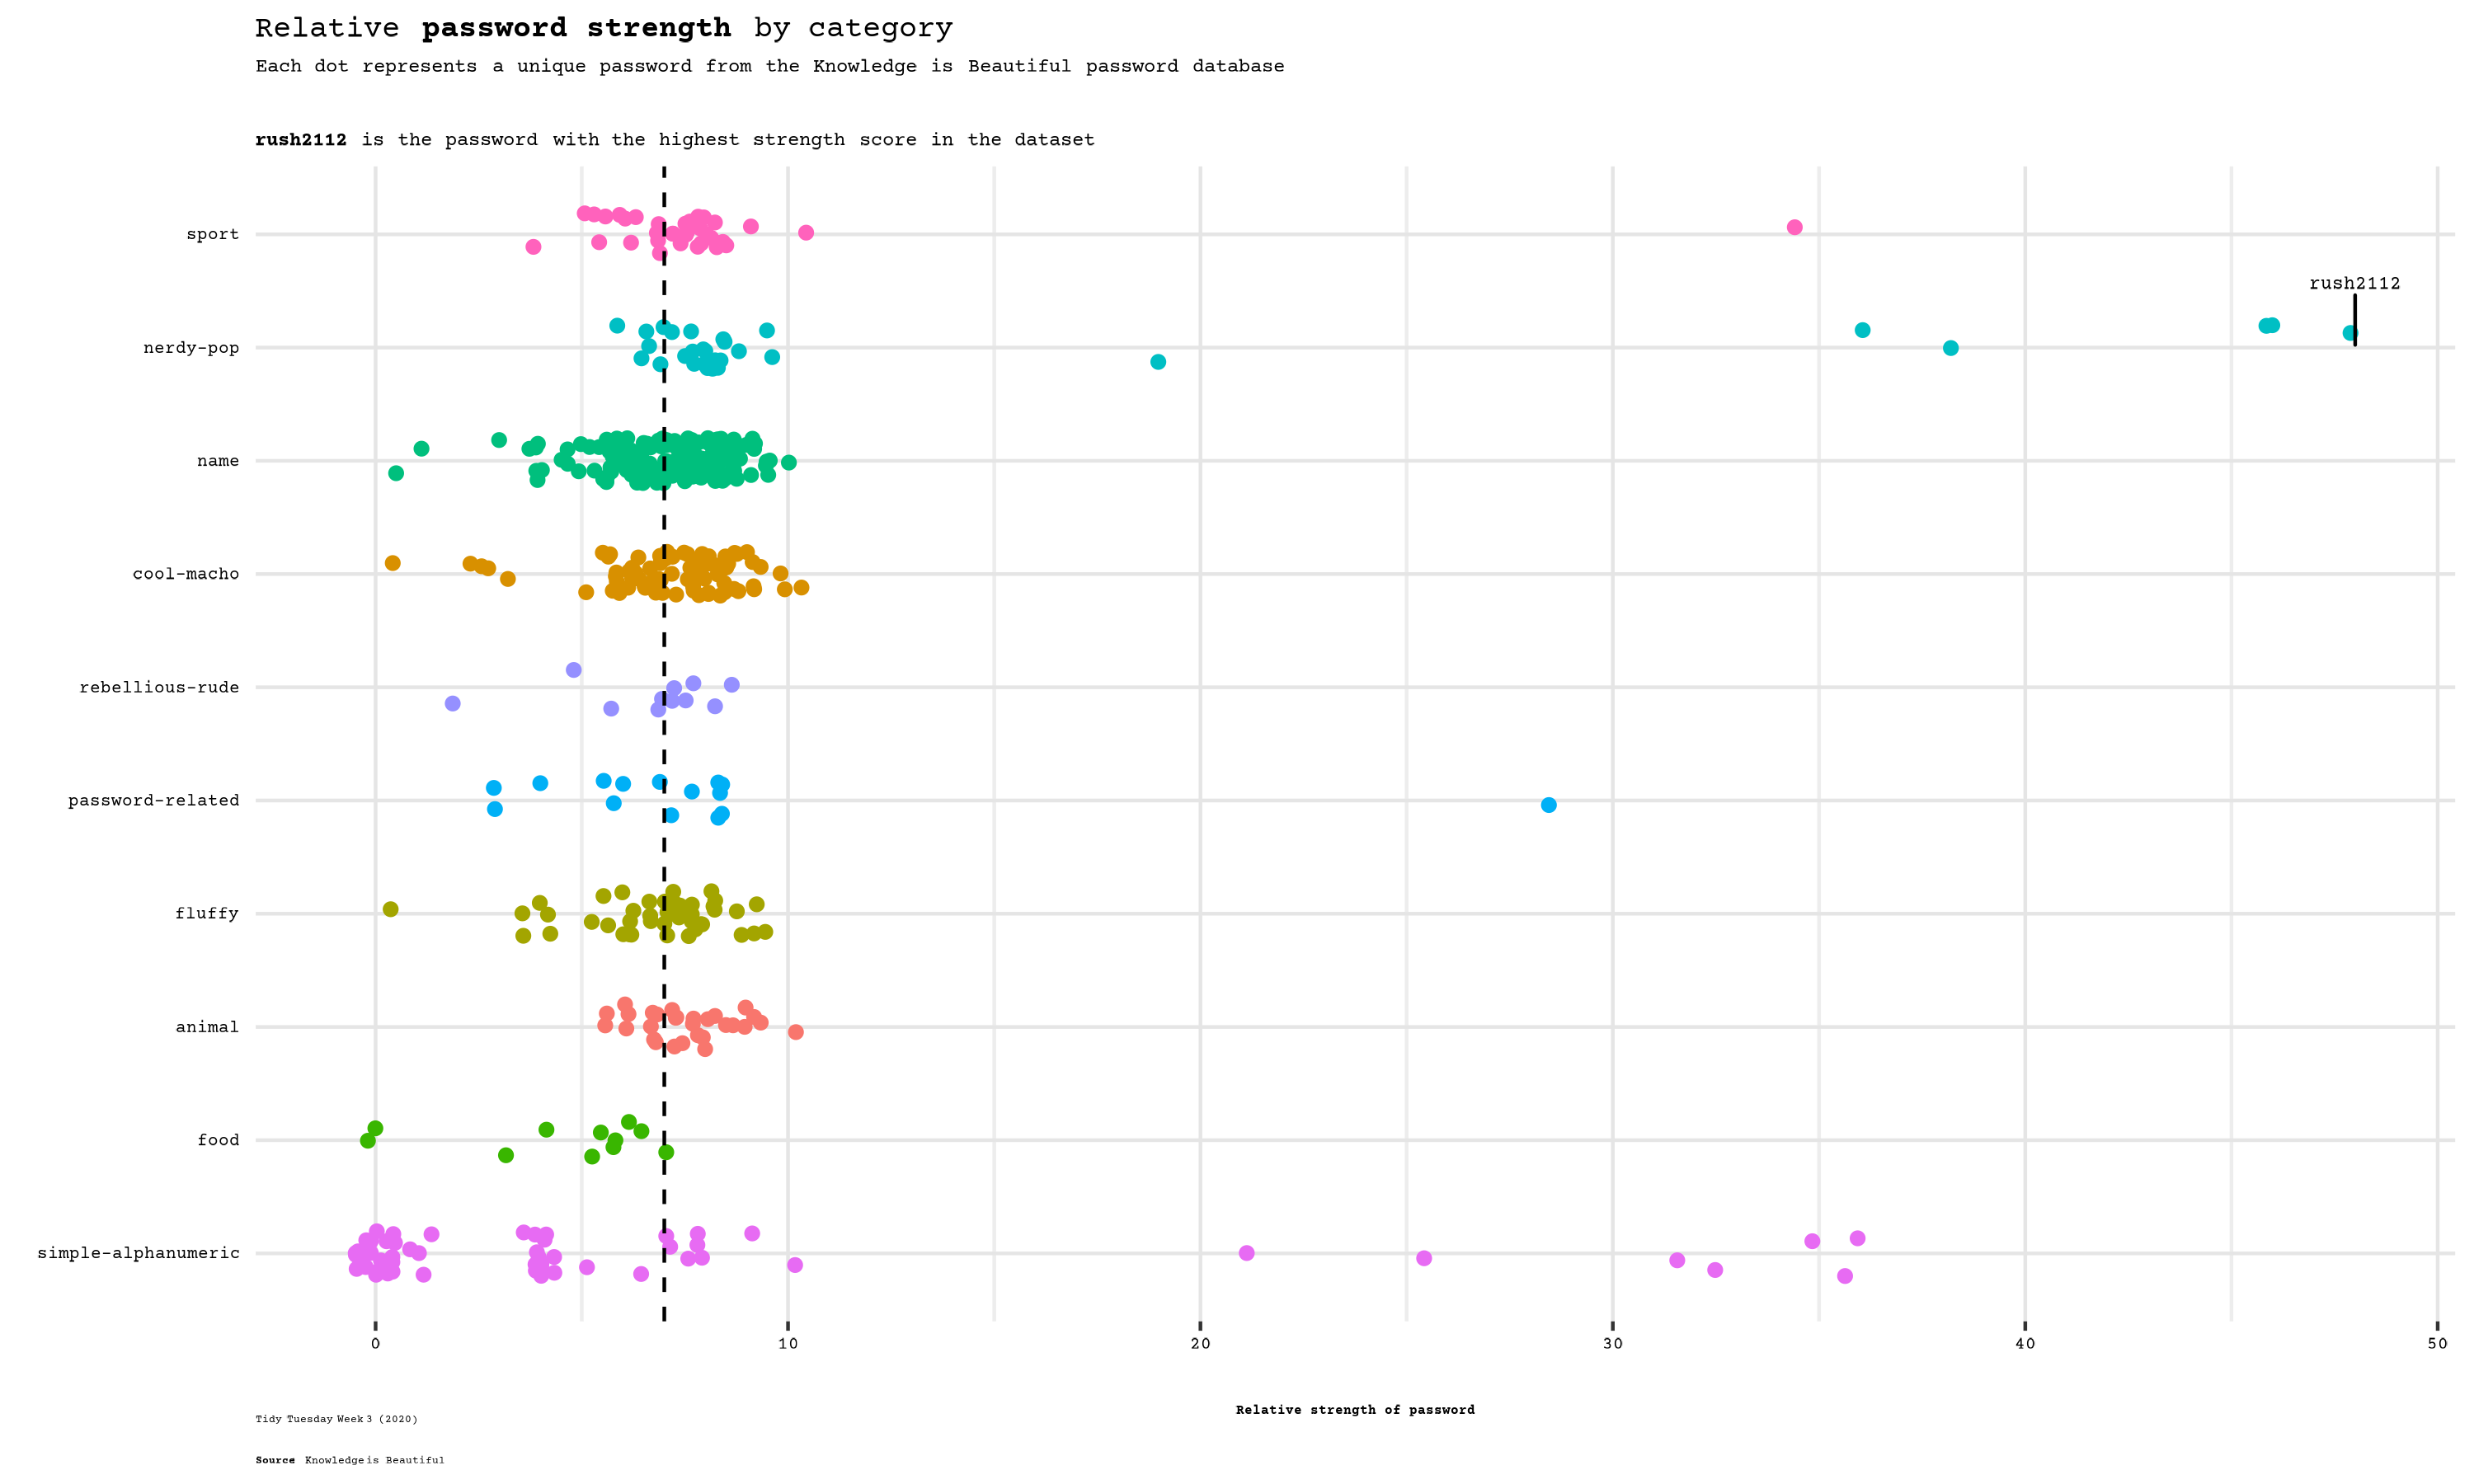 Relative password strength by category
Each dot represents a unique password from the Knowledge is Beautiful password database
rush2112 is the password with the highest strength score in the dataset
sport
rush2112
nerdy-pop
name
cool-macho
rebellious-rude
password-related
fluffy
animal
food
simple-alphanumeric
0 10 20 30 40 50
Relative strength of password
Tidy Tuesday Week 3 (2020)
Source: Knowledge is Beautiful